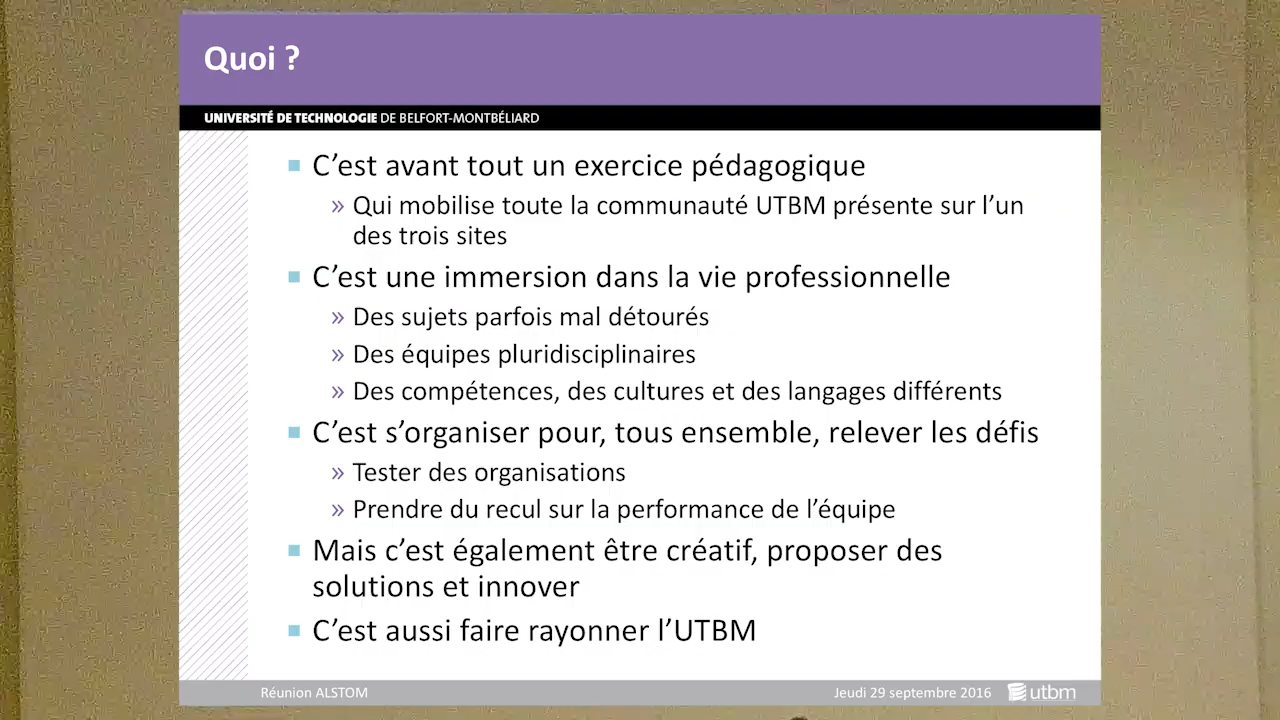 Quoi ?
UNIVERSITÉ DE TECHNOLOGIE DE BELFORT-MONTBÉLIARD
C’est avant tout un exercice pédagogique
» Qui mobilise toute la communauté UTBM présente sur l’un
des trois sites
C’est une immersion dans la vie professionnelle
» Des sujets parfois mal détourés
» Des équipes pluridisciplinaires
» Des compétences, des cultures et des langages différents
C’est s’organiser pour, tous ensemble, relever les défis
» Tester des organisations
» Prendre du recul sur la performance de l’équipe
Mais c’est également être créatif, proposer des
solutions et innover
C’est aussi faire rayonner l’UTBM
Réunion ALSTOM
Jeudi 29 septembre 2016 utbm